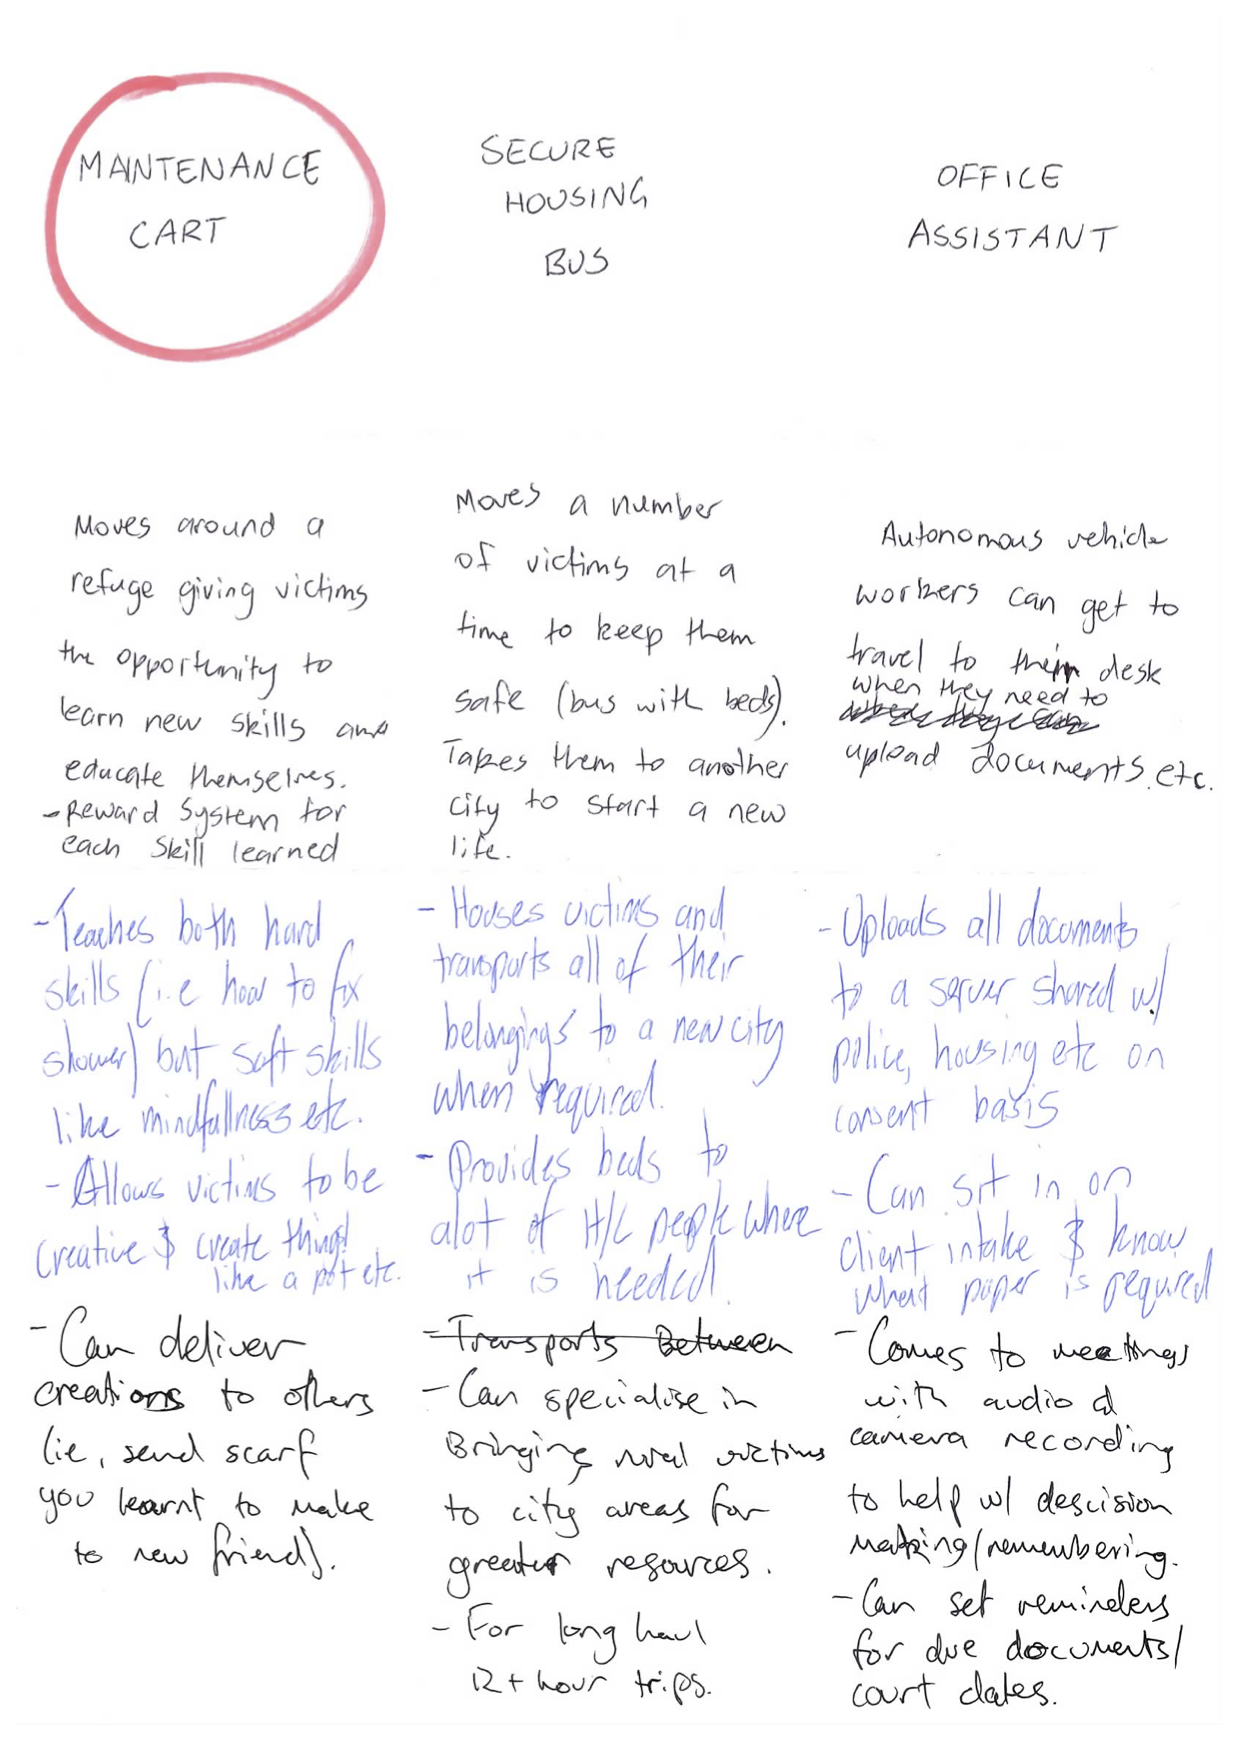 MAINTENANCE
CART
SECURE
HOUSING
BUS
OFFICE
ASSISTANT
Moves around a
refuge giving victims
the opportunity to
learn new skills and
educate themselves.
- Reward System for
each skill learned
- Teaches both hard
skills (i.e how to fix
shower) but soft skills
like mindfullness etc.
- Allows victims to be
creative & create things!
like a pot etc.
- Can deliver
creations to others
(ie, send scarf
you learnt to make
to new friend).
Moves a number
of victims at a
time to keep them
safe (bus with beds).
Takes them to another
city to start a new
life.
- Houses victims and
transports all of their
belongings to a new city
when required.
- Provides beds to
alot of H/L people where
it is needed.
- Transports Between
- Can specialise in
Bringing rural victims
to city areas for
greater resources.
- For long haul
12+ hour trips.
Autonomous vehicle
workers can get to
travel to their desk
when they need to
upload documents etc.
- Uploads all documents
to a server shared w/
police, housing etc on
consent basis
- Can sit in on
client intake & know
what paper is required
- Comes to meetings
with audio &
camera recording
to help w/ descision
making/remembering.
- Can set reminders
for due documents/
court dates.